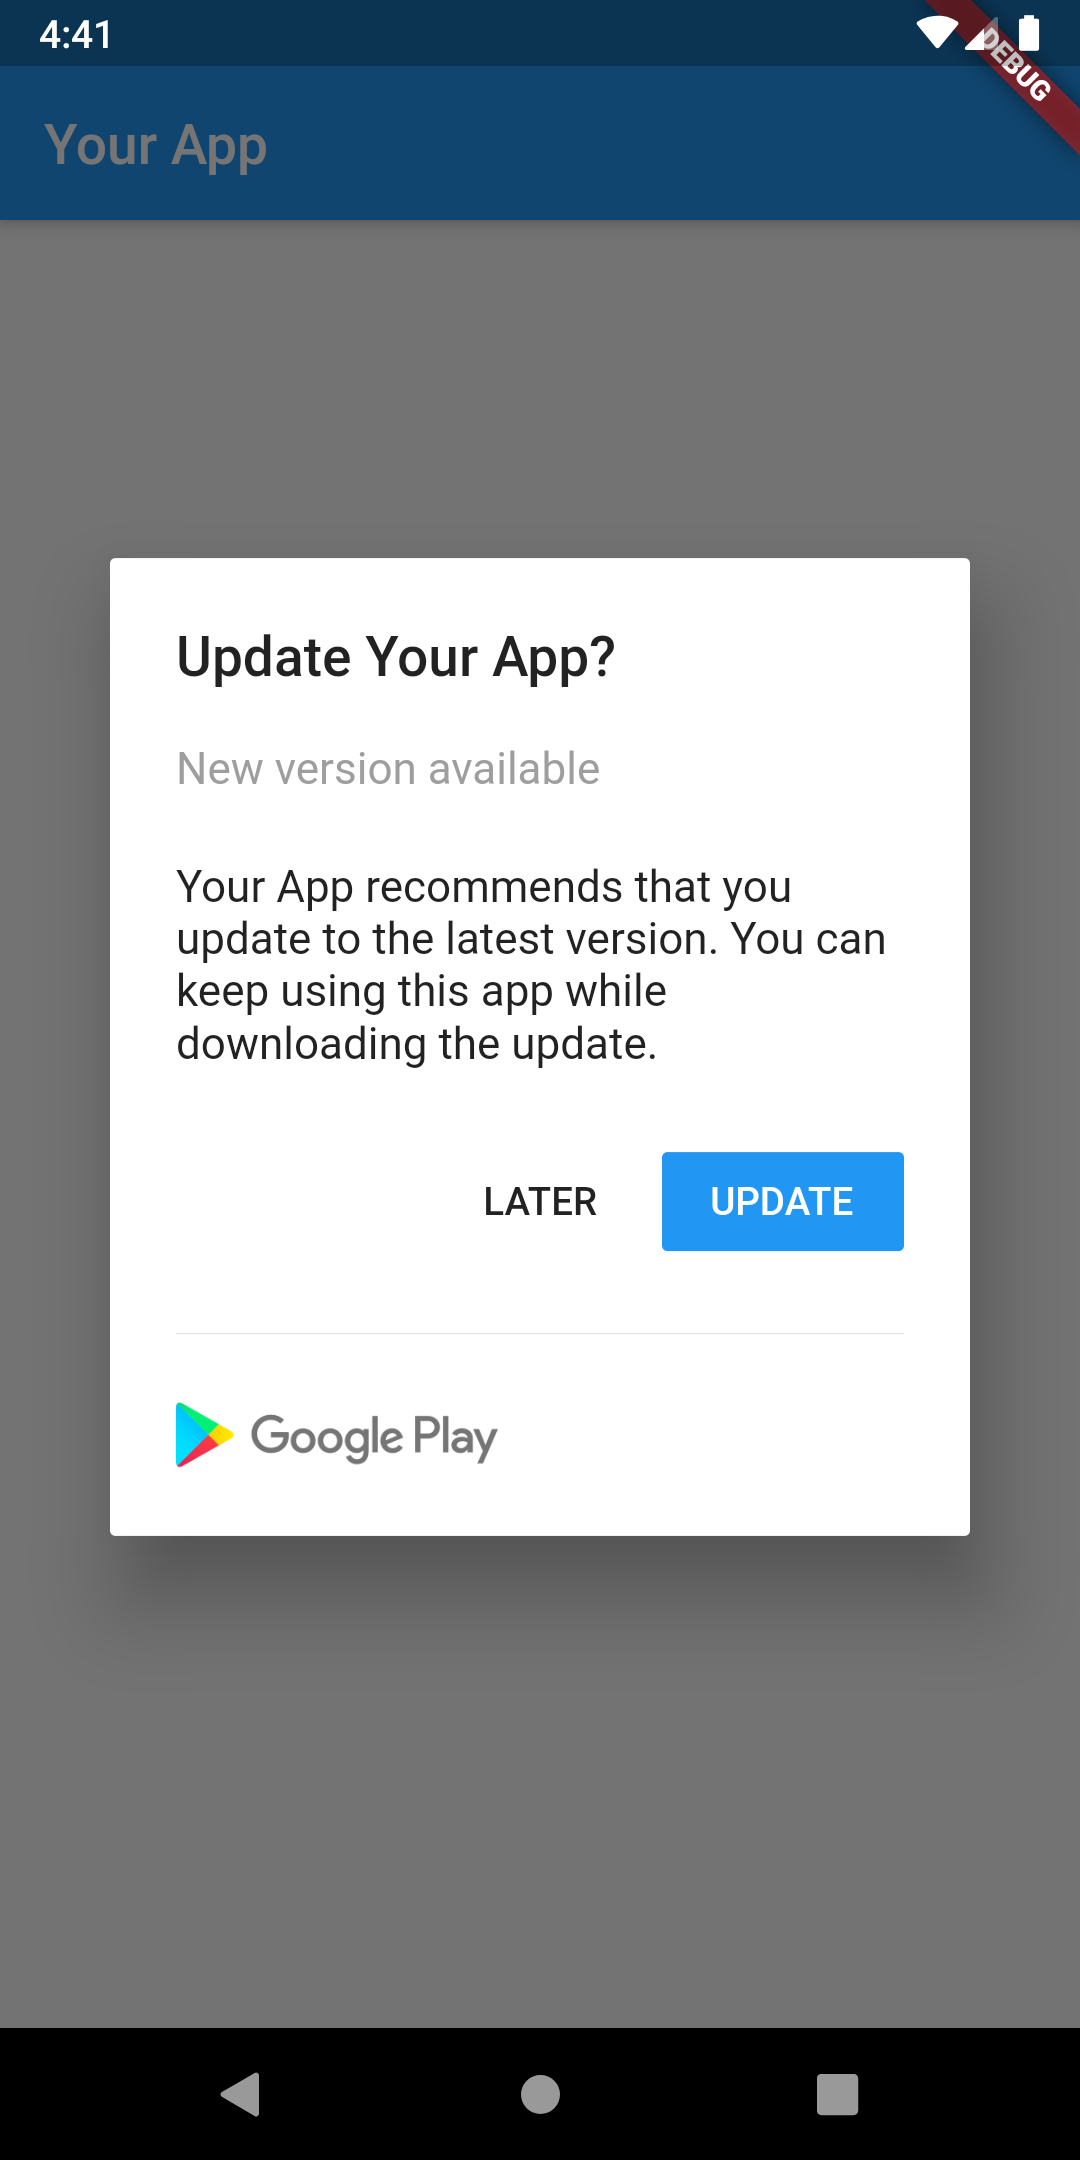 4:41
DEBUG
Your App
Update Your App?
New version available
Your App recommends that you
update to the latest version. You can
keep using this app while
downloading the update.
LATER
UPDATE
Google Play